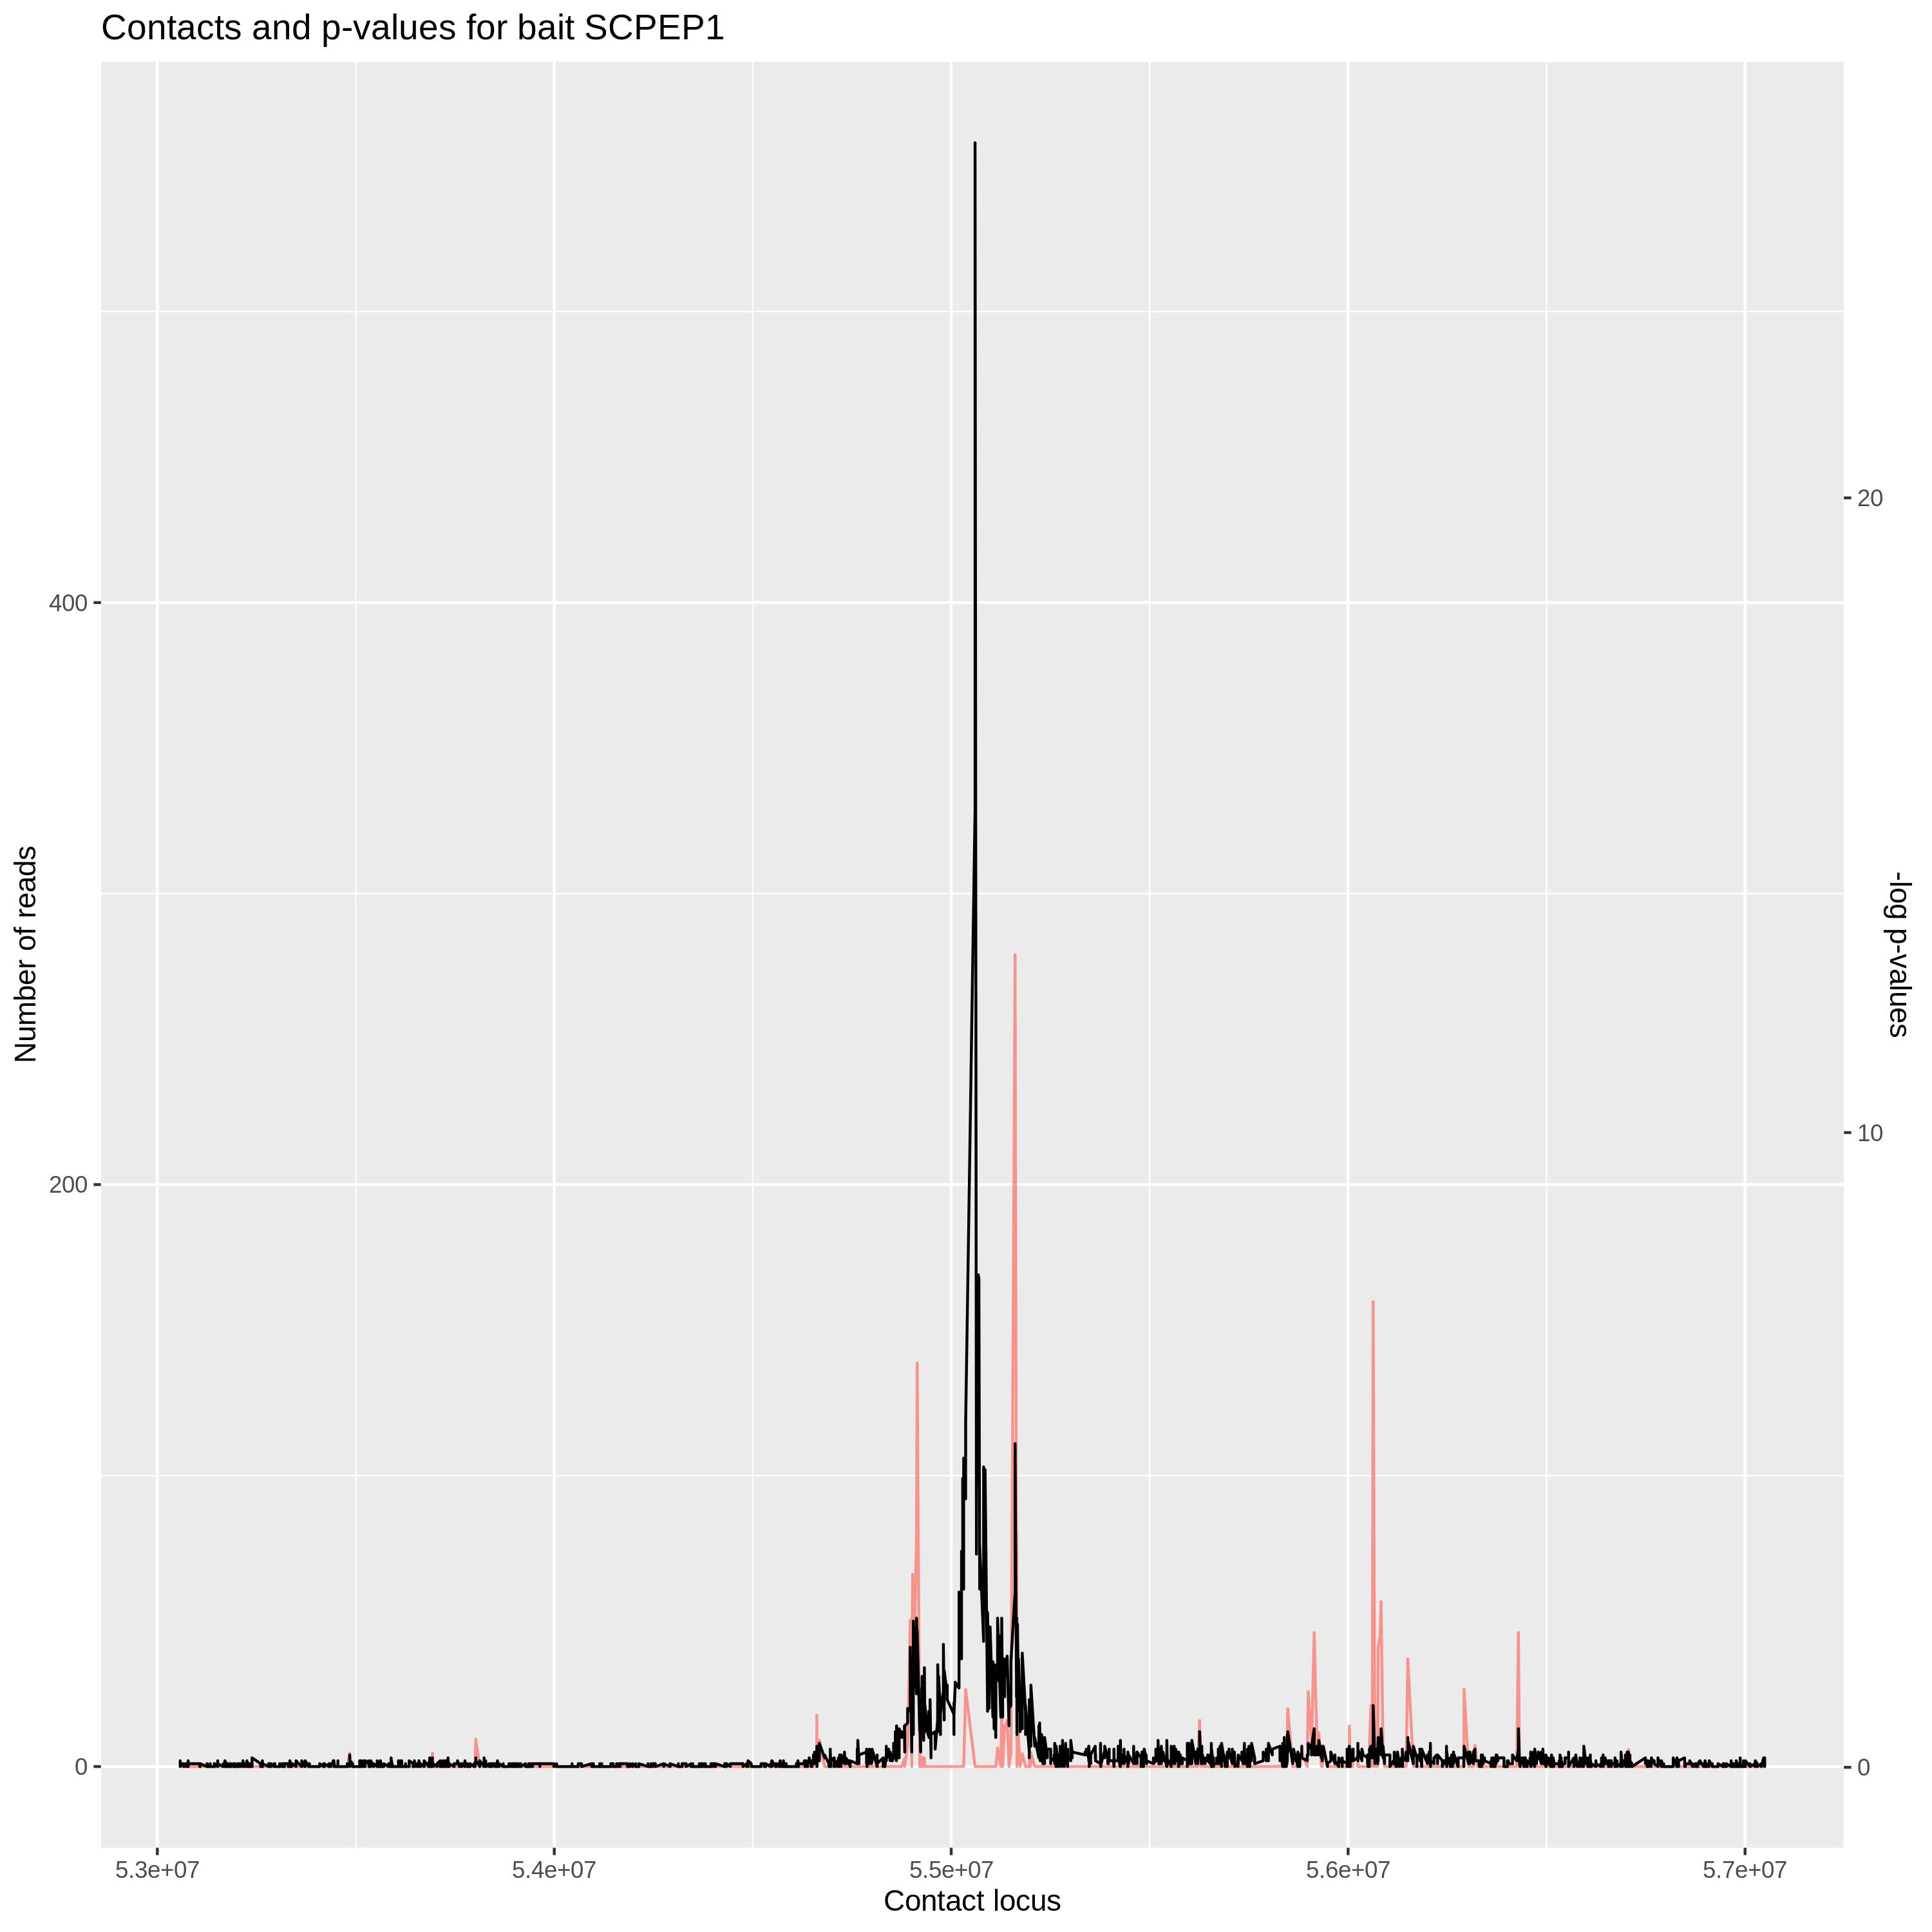 Contacts and p-values for bait SCPEP1
Number of reads
400
200
0
20
10
0
-log p-values
5.3e+07
5.4e+07
5.5e+07
5.6e+07
5.7e+07
Contact locus